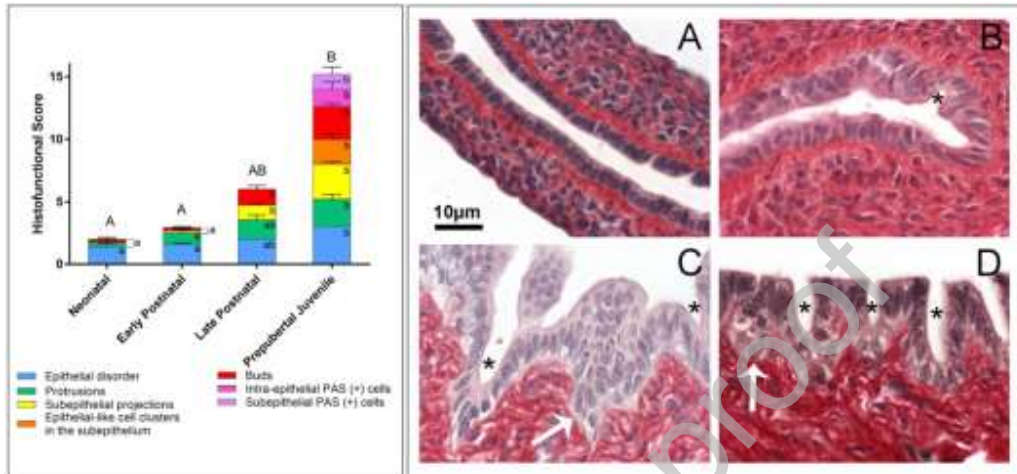 Histofunctional Score
15
10
5
0
A
A
AB
B
Neonatal
Early Postnatal
Late Postnatal
Prepubertal Juvenile
Epithelial disorder
Protrusions
Subepithelial projections
Epithelial-like cell clusters
in the subepithelium
Buds
Intra-epithelial PAS (+) cells
Subepithelial PAS (+) cells
A
10µm
B
*
C
*
*
D
*
*
*
proof